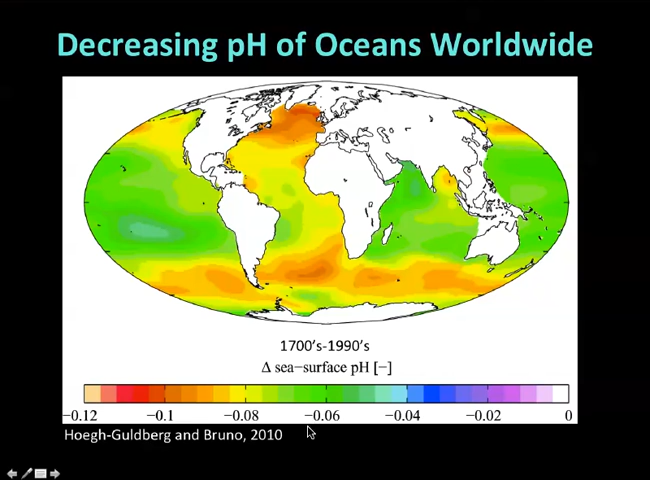 Decreasing pH of Oceans Worldwide
1700's-1990's
Δ sea−surface pH [−]
−0.12 −0.1 −0.08 −0.06 −0.04 −0.02 0
Hoegh-Guldberg and Bruno, 2010